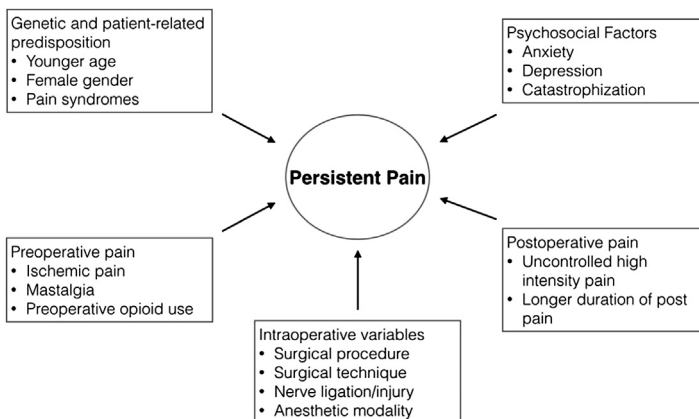 Genetic and patient-related
predisposition
• Younger age
• Female gender
• Pain syndromes
Psychosocial Factors
• Anxiety
• Depression
• Catastrophization
Persistent Pain
Preoperative pain
• Ischemic pain
• Mastalgia
• Preoperative opioid use
Postoperative pain
• Uncontrolled high
intensity pain
• Longer duration of post
pain
Intraoperative variables
• Surgical procedure
• Surgical technique
• Nerve ligation/injury
• Anesthetic modality